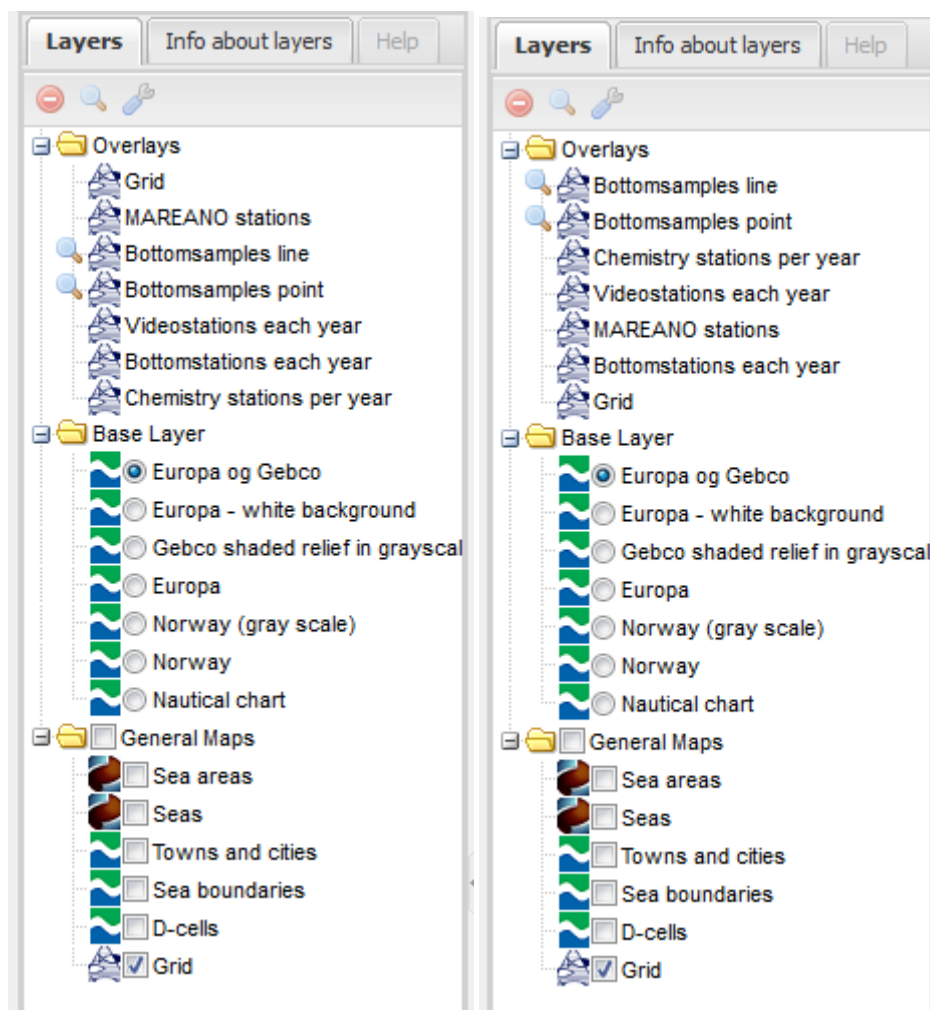 Layers Info about layers Help
Overlays
Grid
MAREANO stations
Bottomsamples line
Bottomsamples point
Videostations each year
Bottomstations each year
Chemistry stations per year
Base Layer
Europa og Gebco
Europa - white background
Gebco shaded relief in grayscal
Europa
Norway (gray scale)
Norway
Nautical chart
General Maps
Sea areas
Seas
Towns and cities
Sea boundaries
D-cells
Grid
Layers Info about layers Help
Overlays
Bottomsamples line
Bottomsamples point
Chemistry stations per year
Videostations each year
MAREANO stations
Bottomstations each year
Grid
Base Layer
Europa og Gebco
Europa - white background
Gebco shaded relief in grayscal
Europa
Norway (gray scale)
Norway
Nautical chart
General Maps
Sea areas
Seas
Towns and cities
Sea boundaries
D-cells
Grid